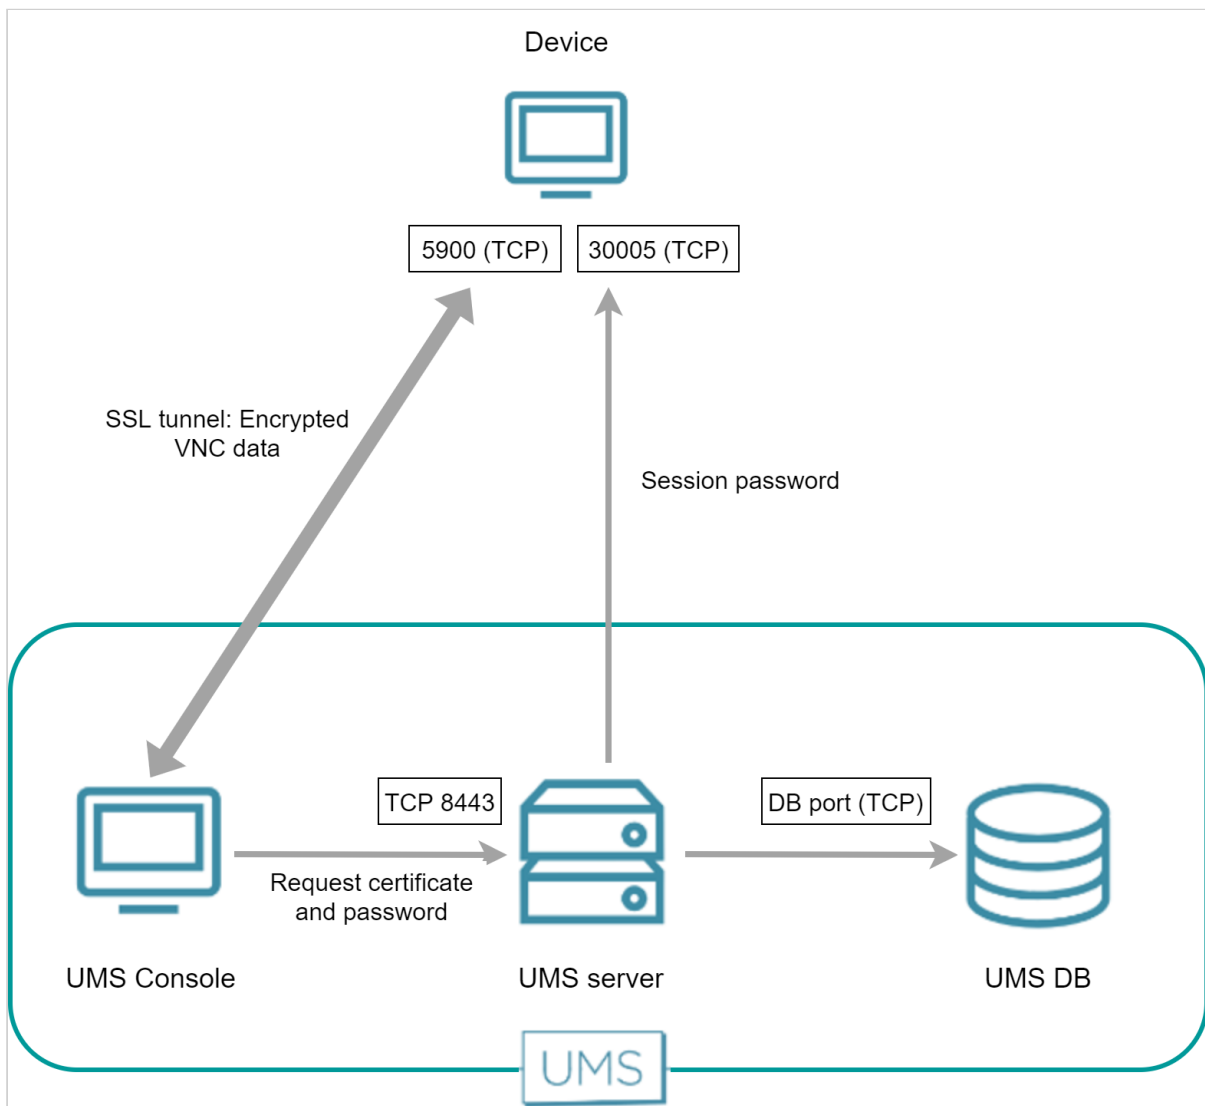 Device
5900 (TCP)
30005 (TCP)
SSL tunnel: Encrypted
VNC data
Session password
TCP 8443
DB port (TCP)
Request certificate
and password
UMS Console
UMS server
UMS DB
UMS